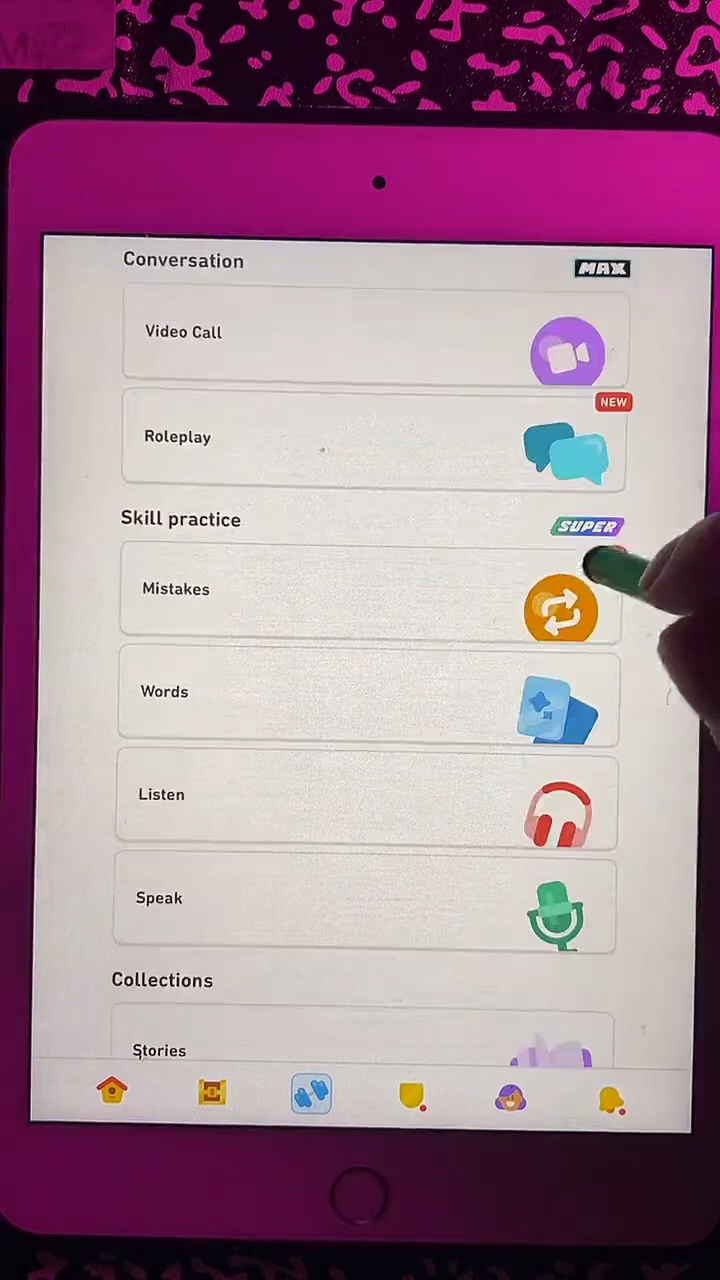 Conversation
MAX
Video Call
NEW
Roleplay
Skill practice
SUPER
Mistakes
Words
Listen
Speak
Collections
Stories